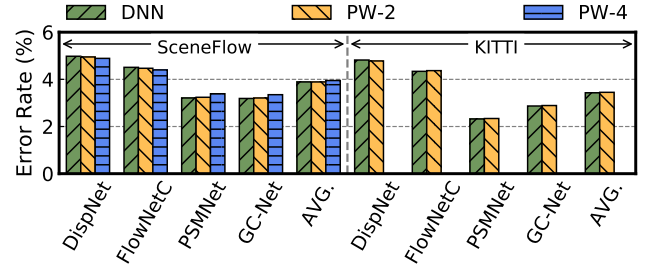 DNN PW-2 PW-4
Error Rate (%)
6
4
2
0
SceneFlow KITTI
DispNet FlowNetC PSMNet GC-Net AVG. DispNet FlowNetC PSMNet GC-Net AVG.